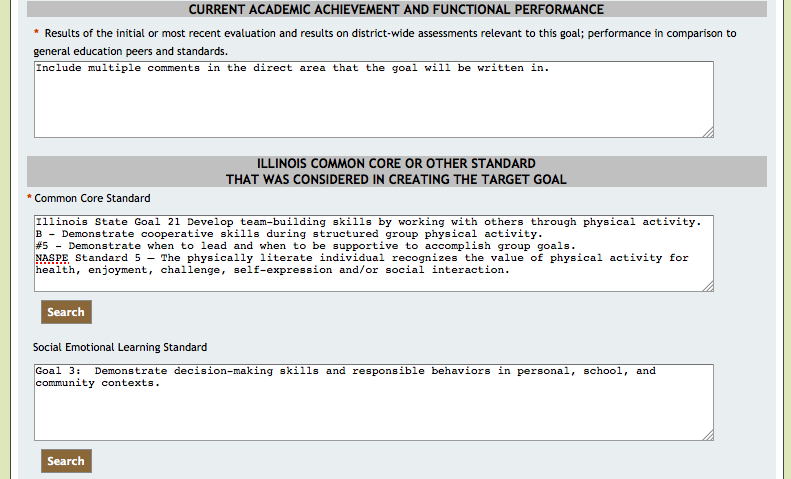 CURRENT ACADEMIC ACHIEVEMENT AND FUNCTIONAL PERFORMANCE
* Results of the initial or most recent evaluation and results on district-wide assessments relevant to this goal; performance in comparison to
general education peers and standards.
Include multiple comments in the direct area that the goal will be written in.
ILLINOIS COMMON CORE OR OTHER STANDARD
THAT WAS CONSIDERED IN CREATING THE TARGET GOAL
* Common Core Standard
Illinois State Goal 21 Develop team-building skills by working with others through physical activity.
B - Demonstrate cooperative skills during structured group physical activity.
#5 - Demonstrate when to lead and when to be supportive to accomplish group goals.
NASPE Standard 5 – The physically literate individual recognizes the value of physical activity for
health, enjoyment, challenge, self-expression and/or social interaction.
Search
Social Emotional Learning Standard
Goal 3:  Demonstrate decision-making skills and responsible behaviors in personal, school, and
community contexts.
Search